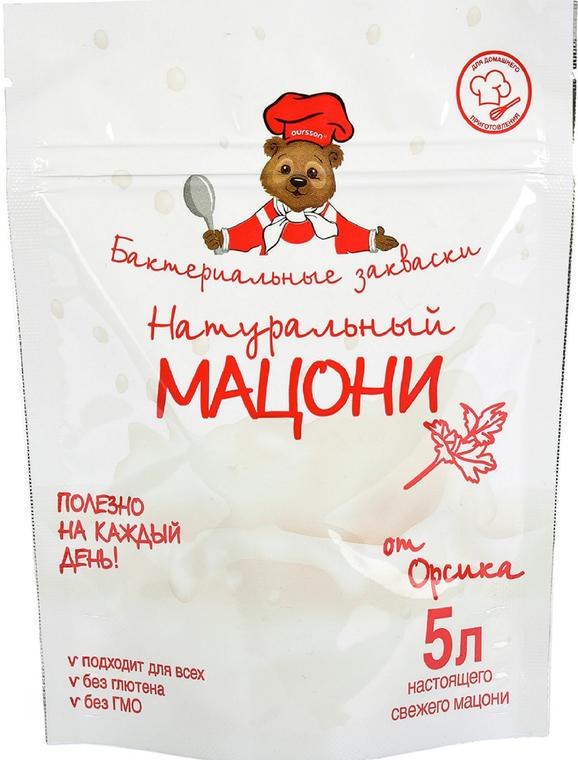 ДЛЯ ДОМАШНЕГО
ПРИГОТОВЛЕНИЯ
oursson
Бактериальные закваски
Натуральный
МАЦОНИ
ПОЛЕЗНО
НА КАЖДЫЙ
ДЕНЬ!
от
Орсика
5л
настоящего
свежего мацони
√ подходит для всех
√ без глютена
√ без ГМО